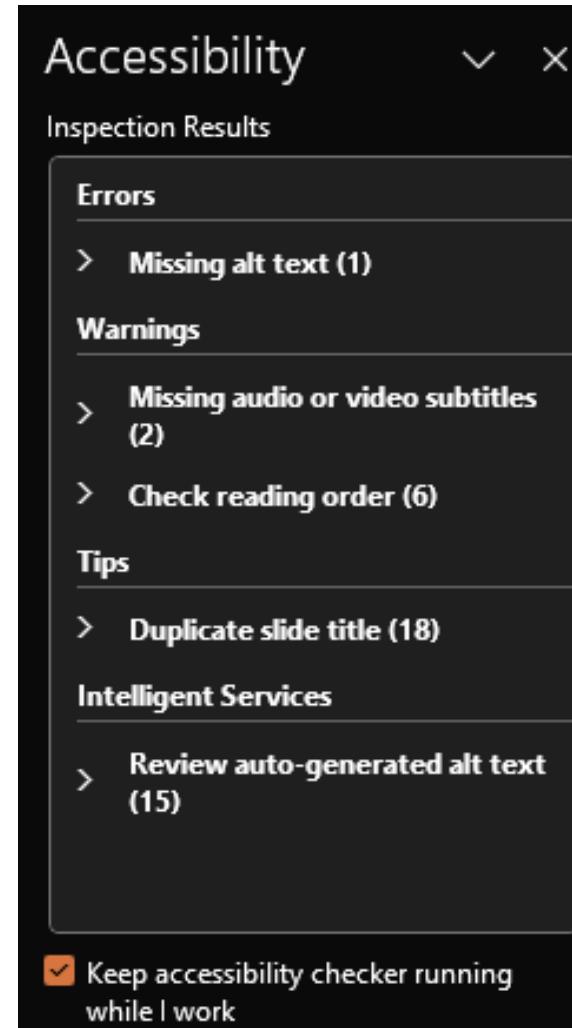 Accessibility
Inspection Results
Errors
Missing alt text (1)
Warnings
Missing audio or video subtitles
(2)
Check reading order (6)
Tips
Duplicate slide title (18)
Intelligent Services
Review auto-generated alt text
(15)
Keep accessibility checker running
while I work